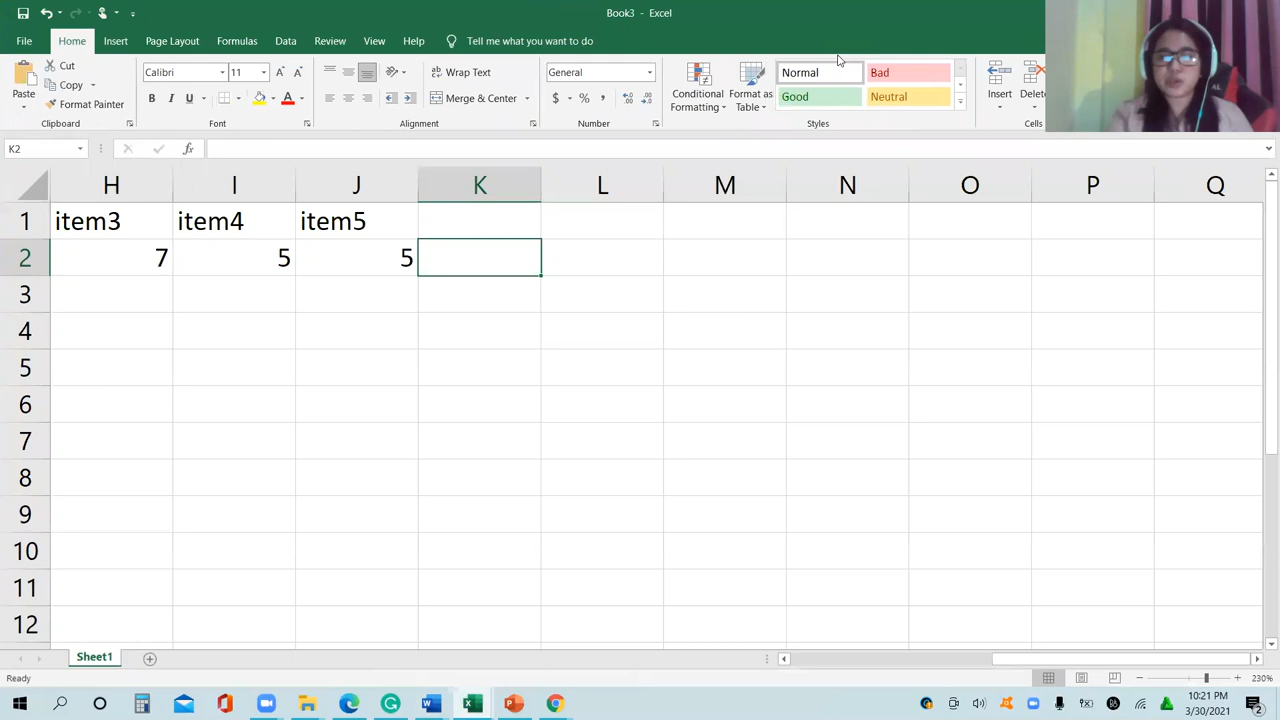 Book3 - Excel
File Home Insert Page Layout Formulas Data Review View Help Tell me what you want to do
Paste
Cut
Copy
Format Painter
Clipboard
Calibri 11
B I U
Font
Wrap Text
Merge & Center
Alignment
General
$ % ,
Number
Conditional Formatting
Format as Table
Normal Bad
Good Neutral
Styles
Insert Delete
Cells
K2 fx
H I J K L M N O P Q
1 item3 item4 item5
2 7 5 5
3
4
5
6
7
8
9
10
11
12
Sheet1
Ready 230%
10:21 PM
3/30/2021
2